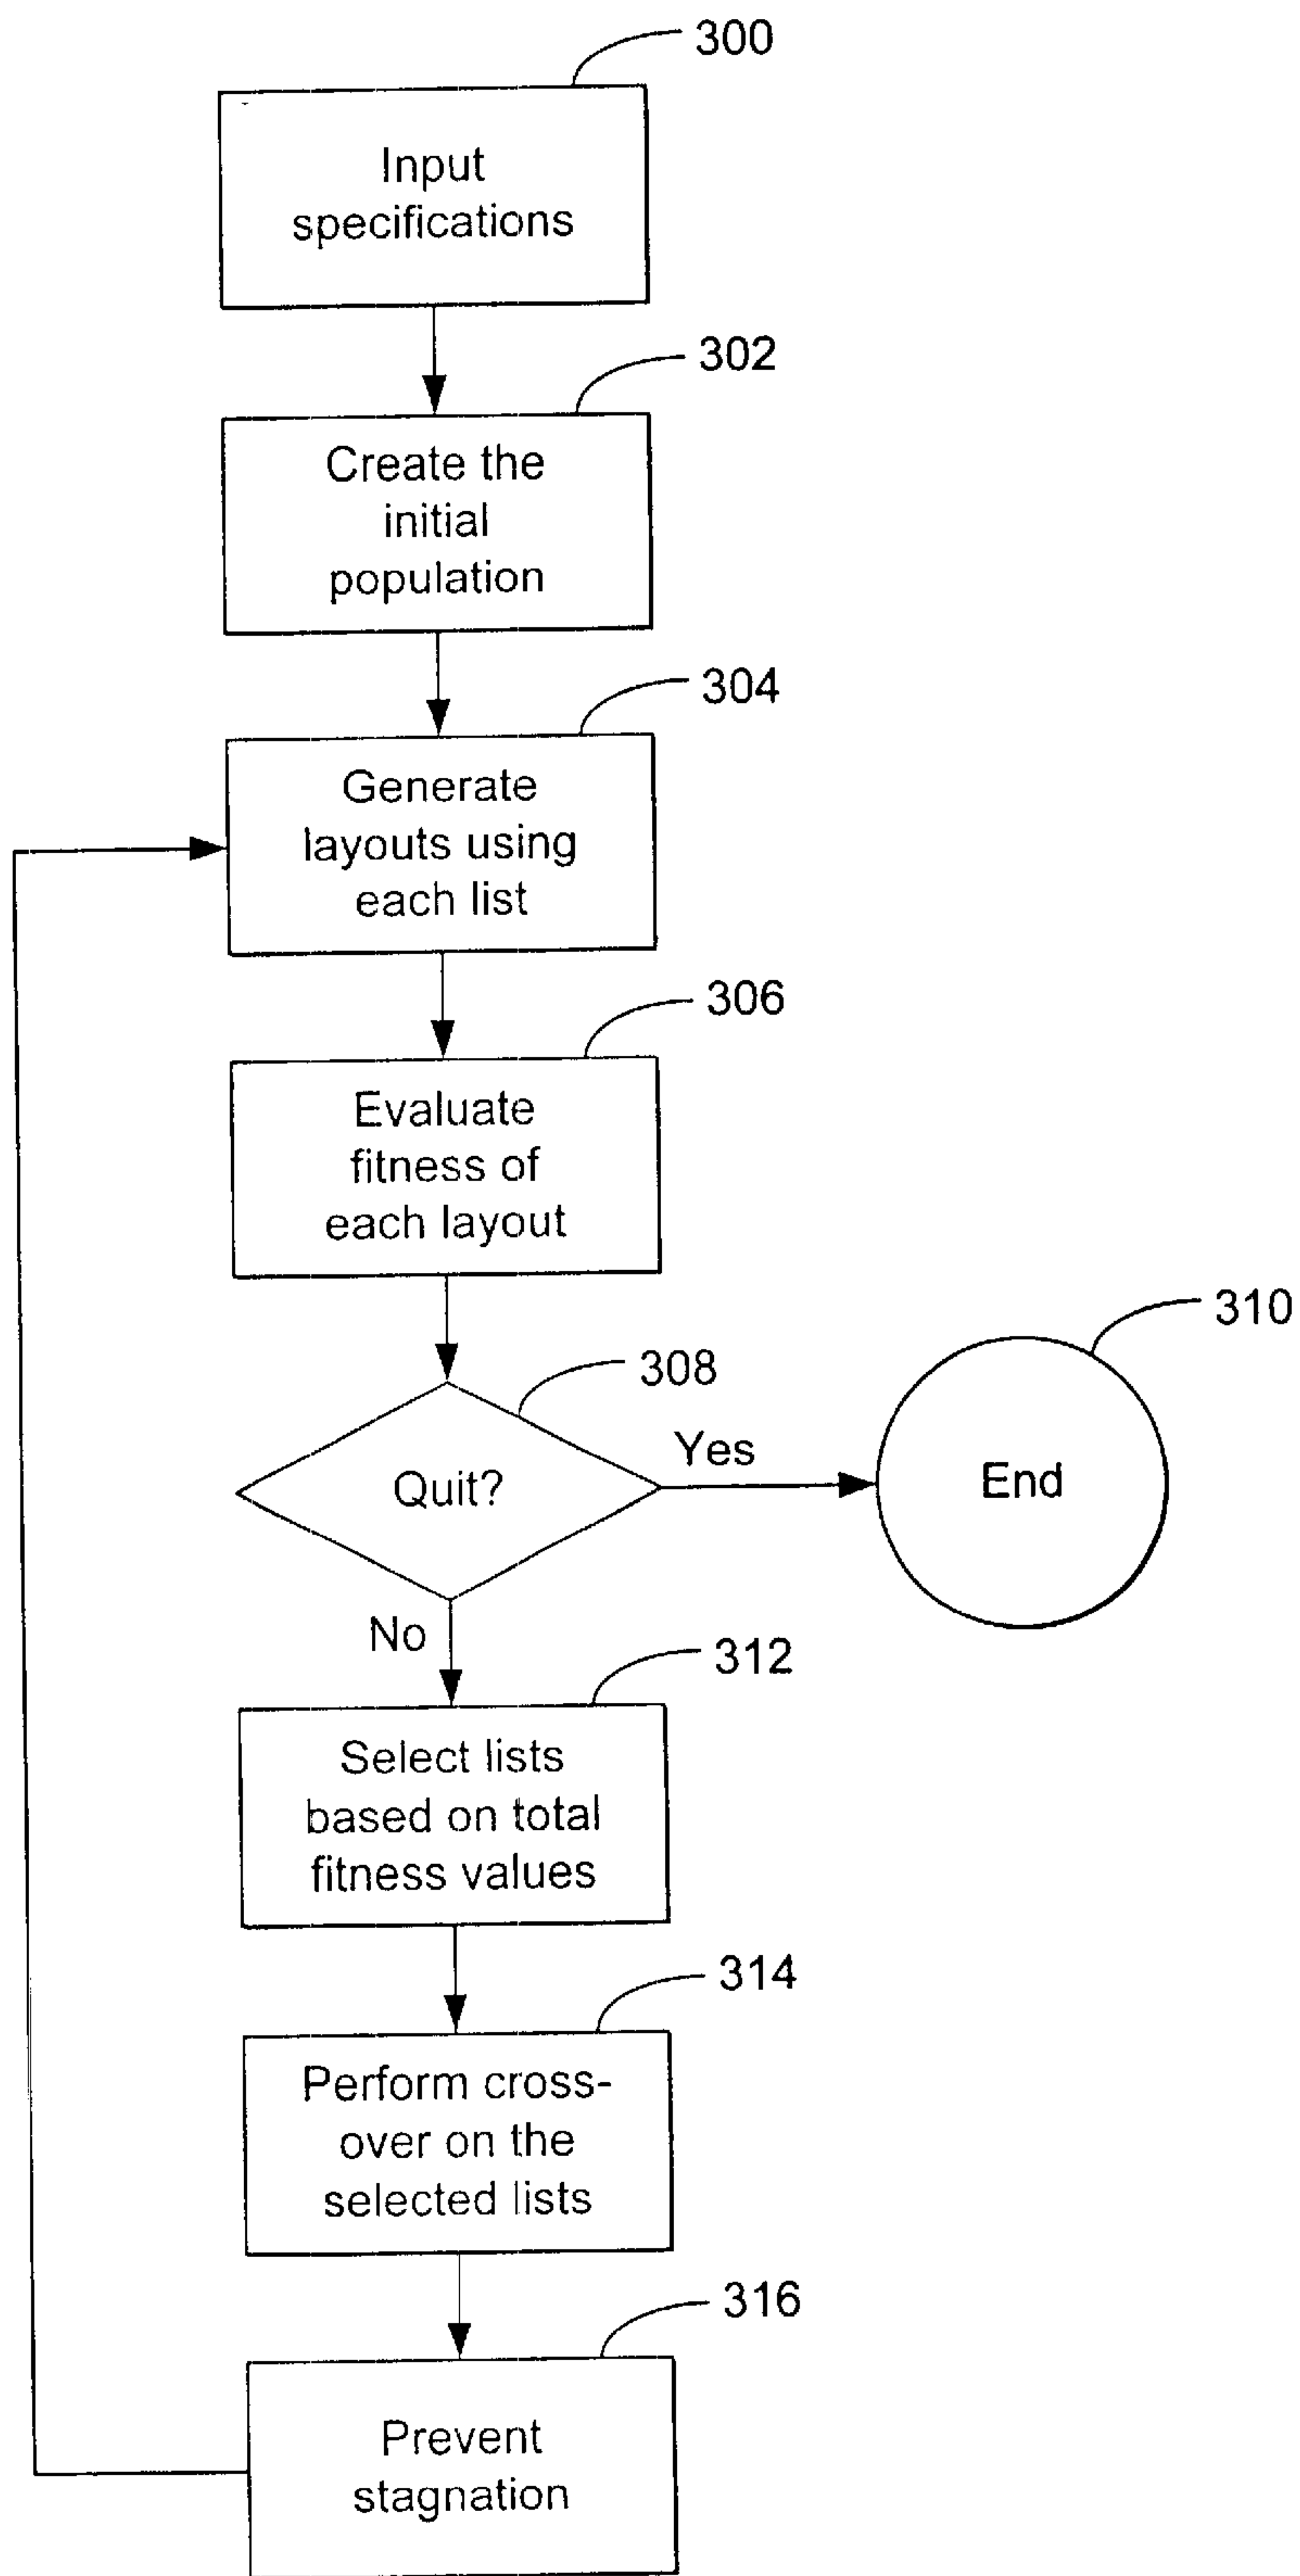 300
Input
specifications
302
Create the
initial
population
304
Generate
layouts using
each list
306
Evaluate
fitness of
each layout
308
Quit?
Yes
310
End
No
312
Select lists
based on total
fitness values
314
Perform cross-
over on the
selected lists
316
Prevent
stagnation